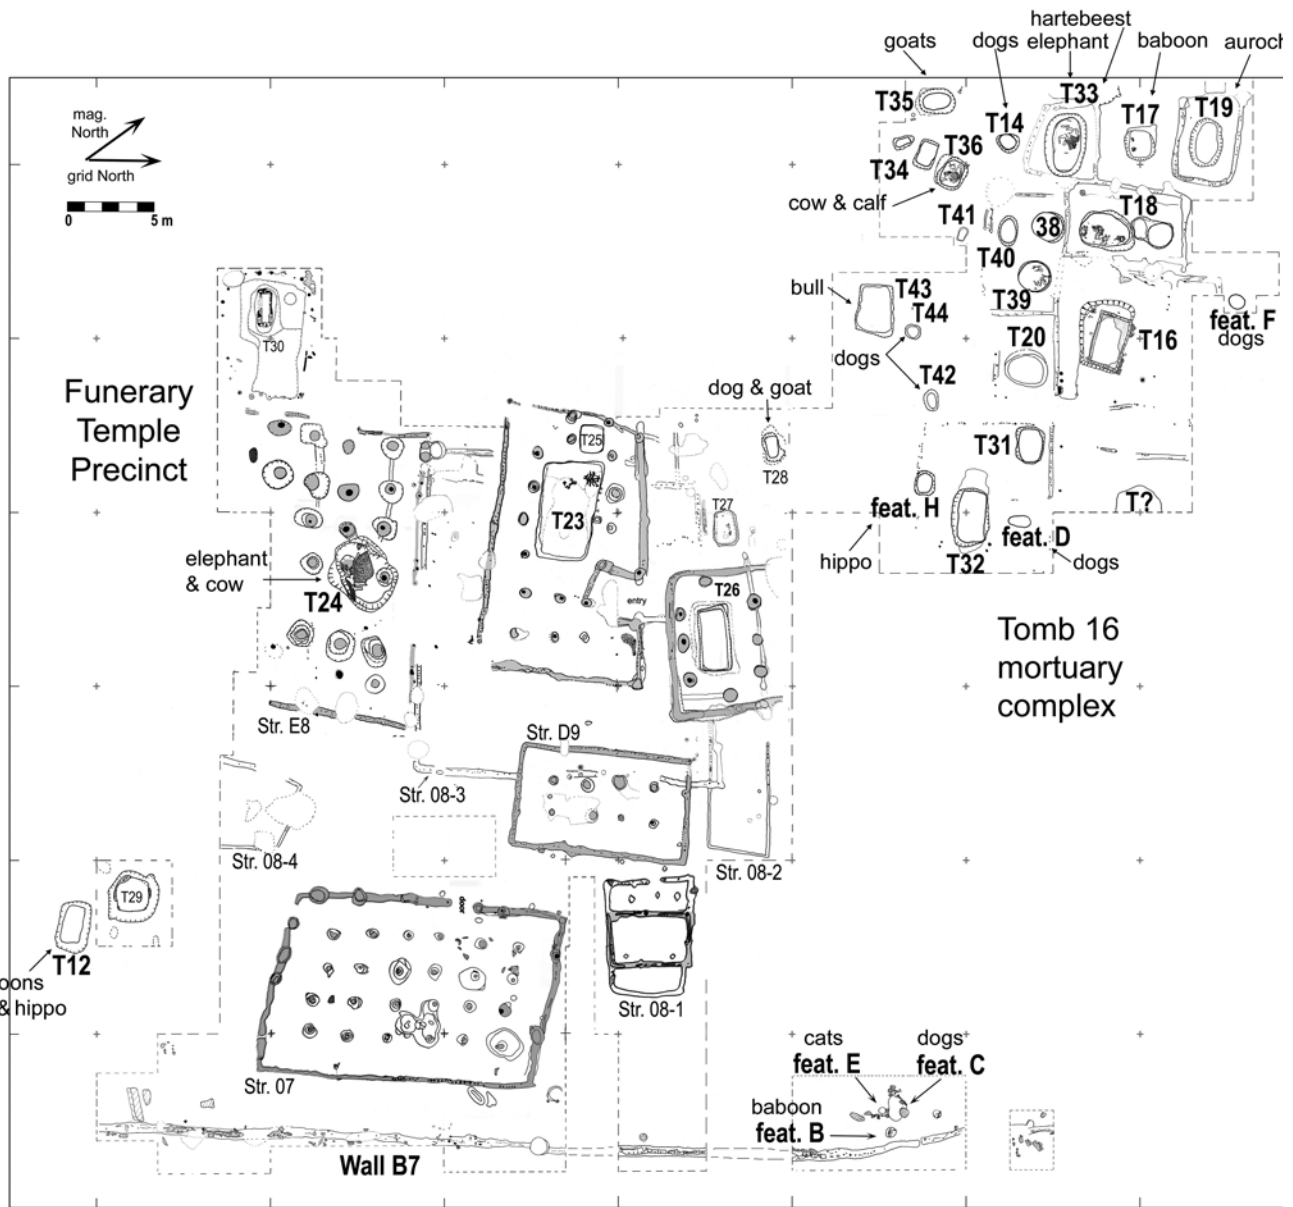 hartebeest
goats
dogs
elephant
baboon
auroch
mag.
North
grid North
0
5 m
T35
T14
T33
T17
T19
T34
T36
cow & calf
T41
38
T18
T40
bull
T43
T39
T44
T20
T16
feat. F
dogs
dogs
T42
T30
Funerary
Temple
Precinct
dog & goat
T28
T25
T23
T27
T31
feat. H
T?
feat. D
hippo
T32
dogs
elephant
& cow
T24
entry
T26
Tomb 16
mortuary
complex
Str. E8
Str. D9
Str. 08-3
Str. 08-4
Str. 08-2
T29
T12
oons
& hippo
door
Str. 08-1
Str. 07
cats
feat. E
dogs
feat. C
baboon
feat. B
Wall B7